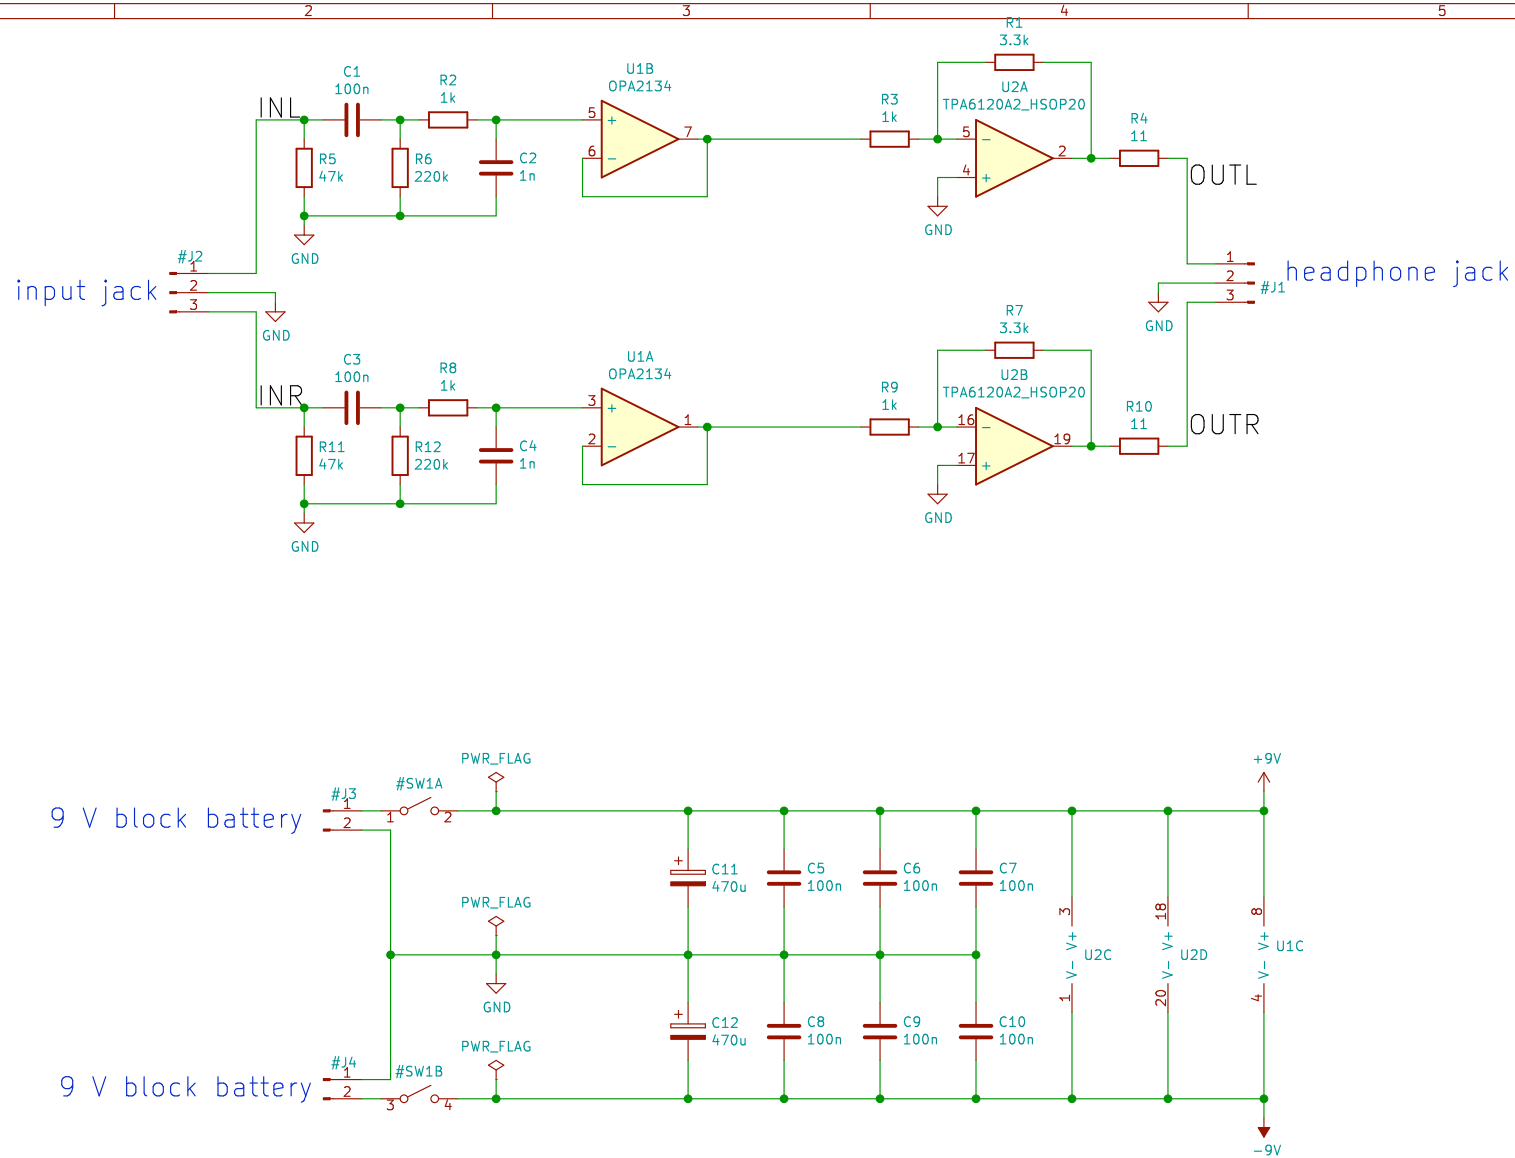 2
3
4
5
R1
3.3k
C1
100n
R2
1k
U1B
OPA2134
U2A
TPA6120A2_HSOP20
R3
1k
R4
11
INL
5
+
7
6
−
5
−
2
4
+
R5
47k
R6
220k
C2
1n
OUTL
GND
GND
#J2
1
input jack
2
3
GND
1
headphone jack
2
#J1
3
GND
R7
3.3k
C3
100n
R8
1k
U1A
OPA2134
U2B
TPA6120A2_HSOP20
R9
1k
R10
11
INR
3
+
1
2
−
16
−
19
17
+
R11
47k
R12
220k
C4
1n
OUTR
GND
GND
PWR_FLAG
+9V
#J3
#SW1A
1
9 V block battery
2
1
2
+
C11
470u
C5
100n
C6
100n
C7
100n
PWR_FLAG
3
18
8
V+
V-
U2C
V+
V-
U2D
V+
V-
U1C
1
20
4
GND
+
C12
470u
C8
100n
C9
100n
C10
100n
PWR_FLAG
#J4
#SW1B
1
9 V block battery
2
3
4
−9V